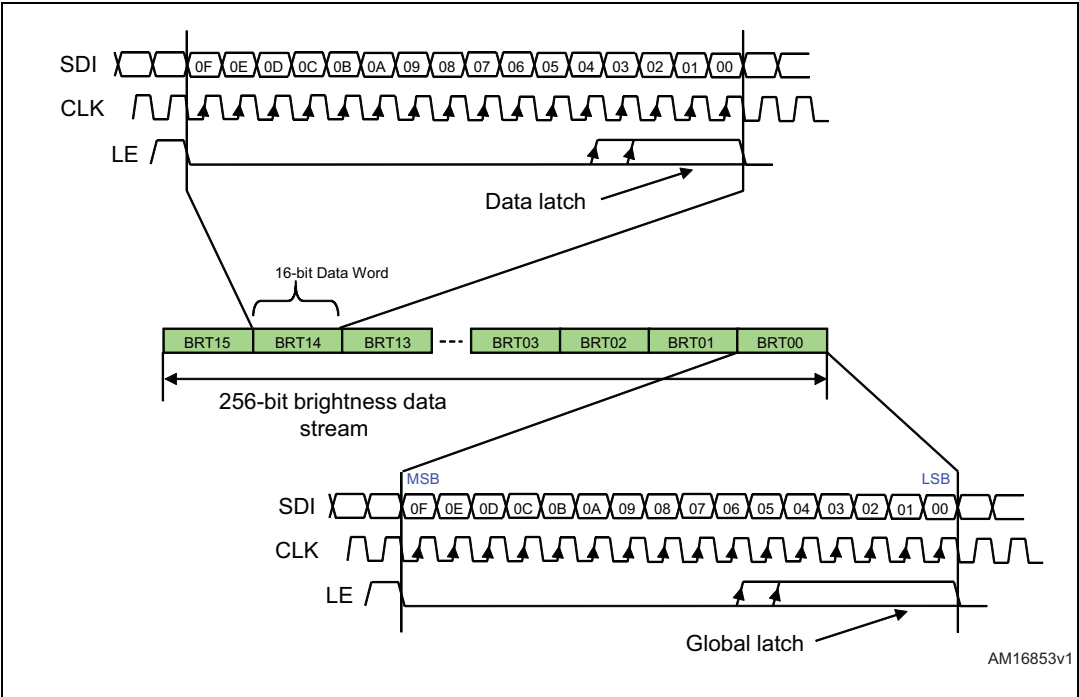 SDI 0F 0E 0D 0C 0B 0A 09 08 07 06 05 04 03 02 01 00
CLK
LE
Data latch
16-bit Data Word
BRT15 BRT14 BRT13 BRT03 BRT02 BRT01 BRT00
256-bit brightness data
stream
MSB LSB
SDI 0F 0E 0D 0C 0B 0A 09 08 07 06 05 04 03 02 01 00
CLK
LE
Global latch
AM16853v1